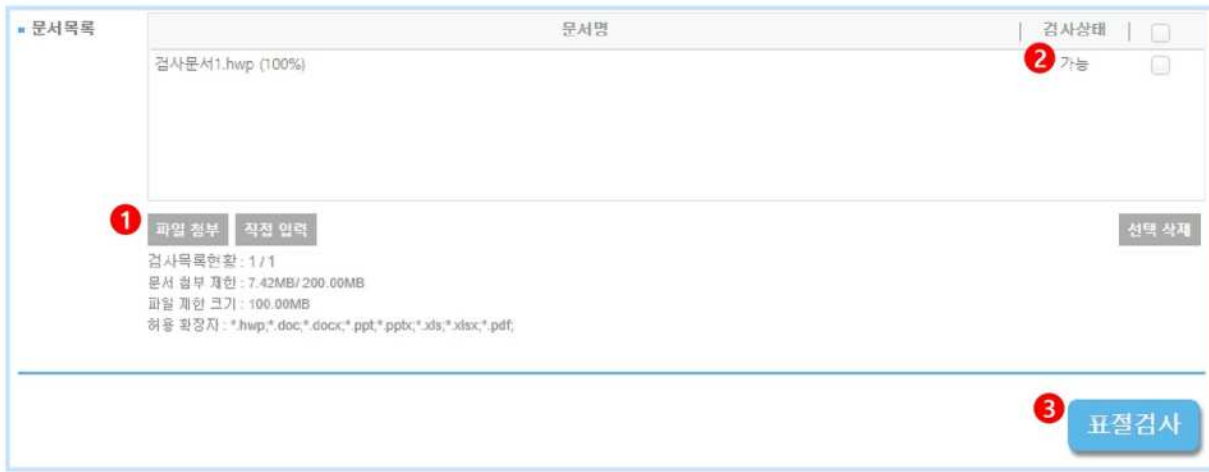 문서목록
문서명 | 검사상태 |
검사문서1.hwp (100%)
2 가능
1 파일 첨부 직접 입력 선택 삭제
검사목록현황 : 1 / 1
문서 첨부 제한 : 7.42MB/ 200.00MB
파일 제한 크기 : 100.00MB
허용 확장자 : *.hwp;*.doc;*.docx;*.ppt;*.pptx;*.xls;*.xlsx;*.pdf;
3 표절검사